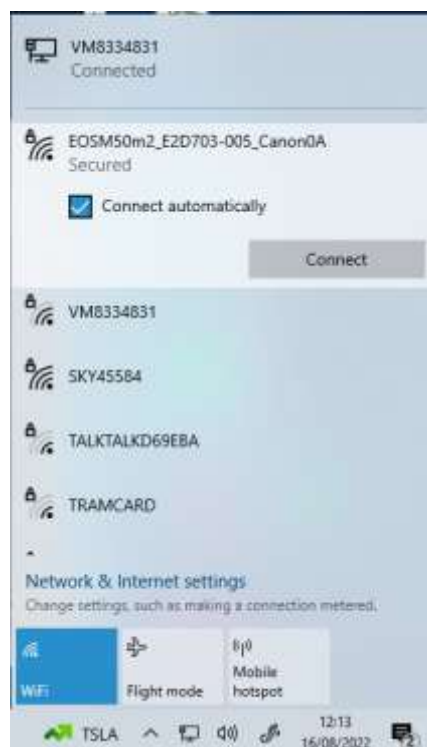 VM8334831
Connected
EOSM50m2_E2D703-005_Canon0A
Secured
Connect automatically
Connect
VM8334831
SKY45584
TALKTALKD69EBA
TRAMCARD
Network & Internet settings
Change settings, such as making a connection metered.
WiFi
Flight mode
Mobile
hotspot
12:13
TSLA
16/08/2022
2